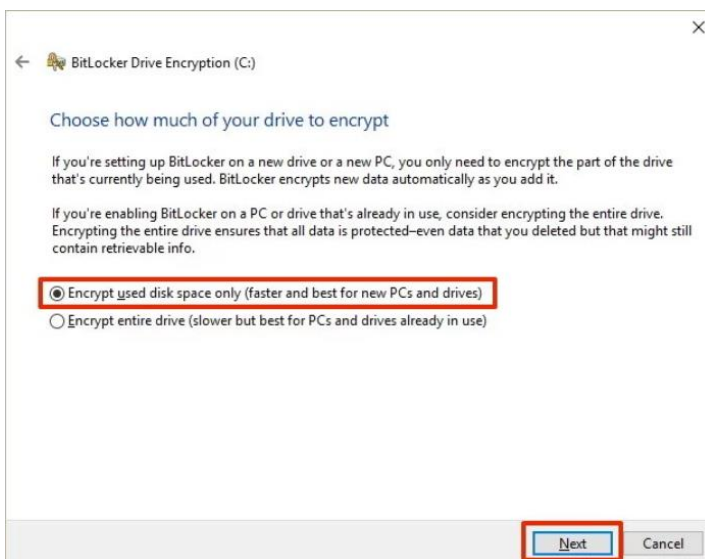 BitLocker Drive Encryption (C:)
Choose how much of your drive to encrypt
If you're setting up BitLocker on a new drive or a new PC, you only need to encrypt the part of the drive
that's currently being used. BitLocker encrypts new data automatically as you add it.
If you're enabling BitLocker on a PC or drive that's already in use, consider encrypting the entire drive.
Encrypting the entire drive ensures that all data is protected–even data that you deleted but that might still
contain retrievable info.
Encrypt used disk space only (faster and best for new PCs and drives)
Encrypt entire drive (slower but best for PCs and drives already in use)
Next Cancel